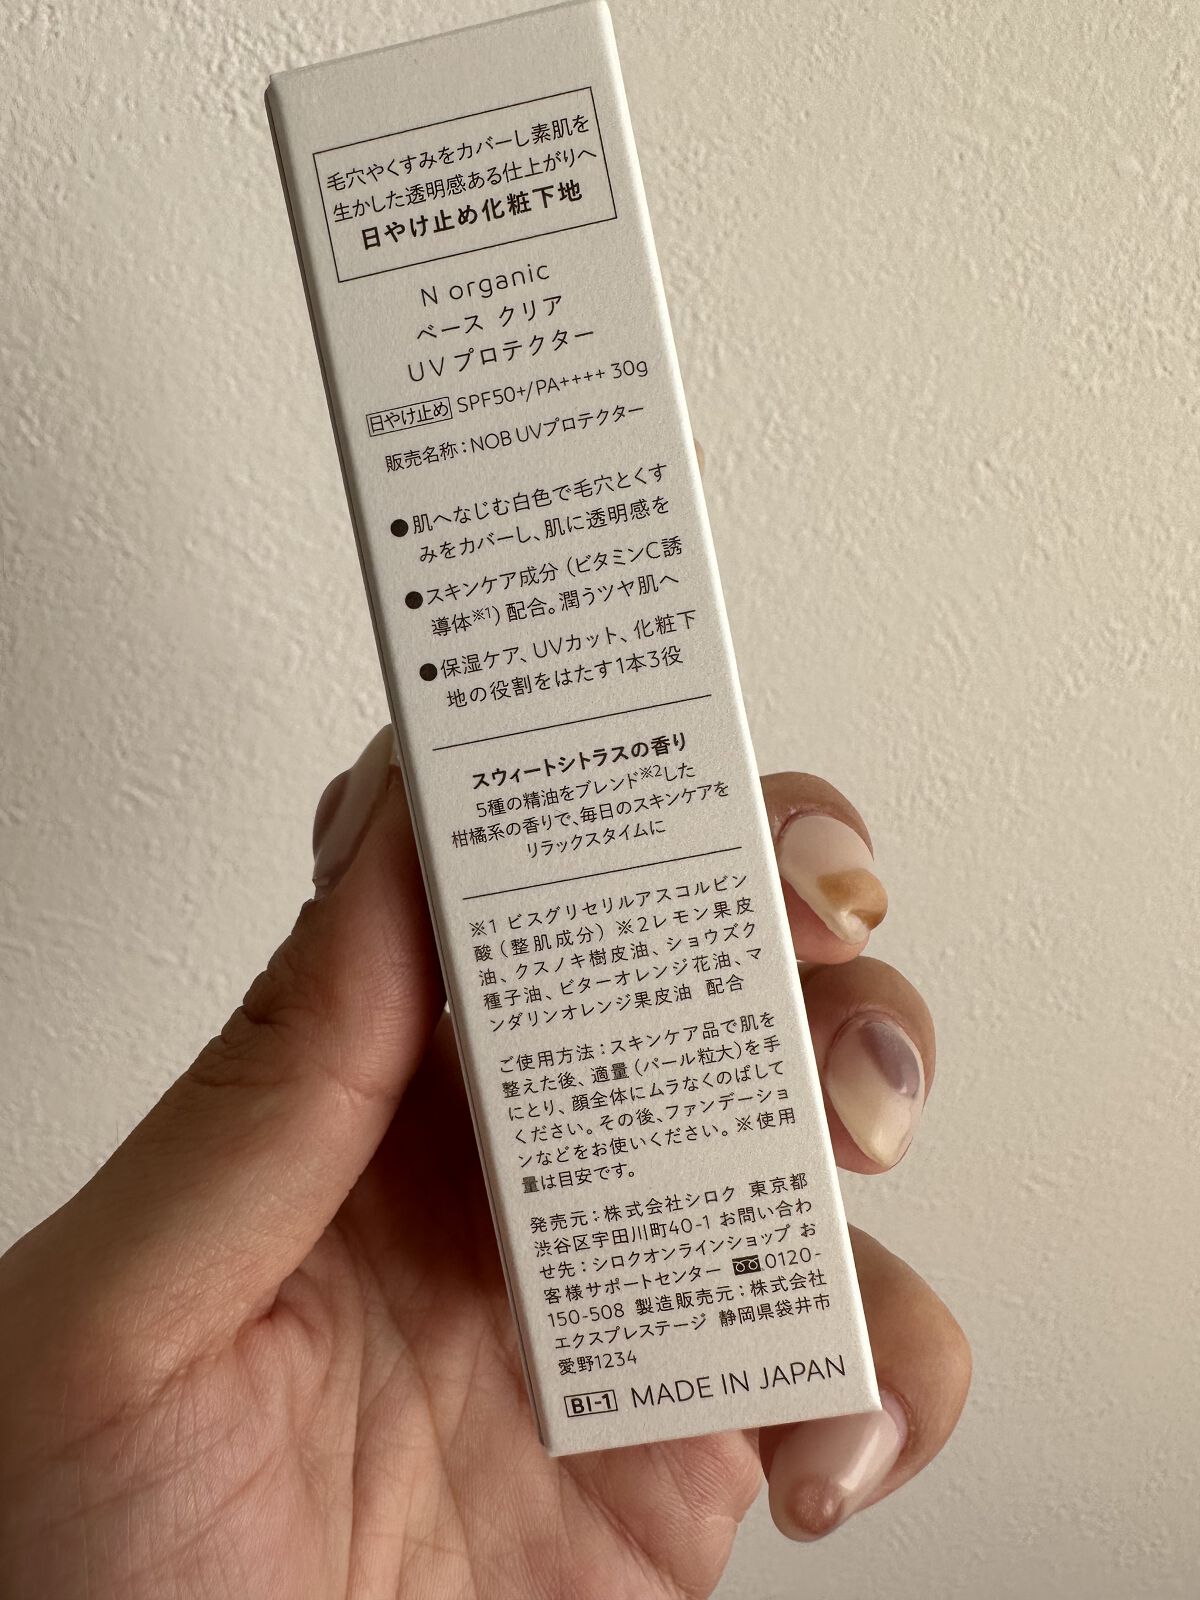 毛穴やくすみをカバーし素肌を
生かした透明感ある仕上がりへ
日やけ止め化粧下地
N organic
ベース クリア
UVプロテクター
日やけ止め SPF50+/PA++++ 30g
販売名称：NOB UVプロテクター
●肌へなじむ白色で毛穴とくす
みをカバーし、肌に透明感を
●スキンケア成分（ビタミンC誘
導体※1）配合。潤うツヤ肌へ
●保湿ケア、UVカット、化粧下
地の役割をはたす1本3役
スウィートシトラスの香り
5種の精油をブレンド※2した
柑橘系の香りで、毎日のスキンケアを
リラックスタイムに
※1 ビスグリセリルアスコルビン
酸（整肌成分）※2レモン果皮
油、クスノキ樹皮油、ショウズク
種子油、ビターオレンジ花油、マ
ンダリンオレンジ果皮油 配合
ご使用方法：スキンケア品で肌を
整えた後、適量（パール粒大）を手
にとり、顔全体にムラなくのばして
ください。その後、ファンデーショ
ンなどをお使いください。※使用
量は目安です。
発売元：株式会社シロク 東京都
渋谷区宇田川町40-1 お問い合わ
せ先：シロクオンラインショップ お
客様サポートセンター 0120-
150-508 製造販売元：株式会社
エクスプレステージ 静岡県袋井市
愛野1234
BI-1 MADE IN JAPAN